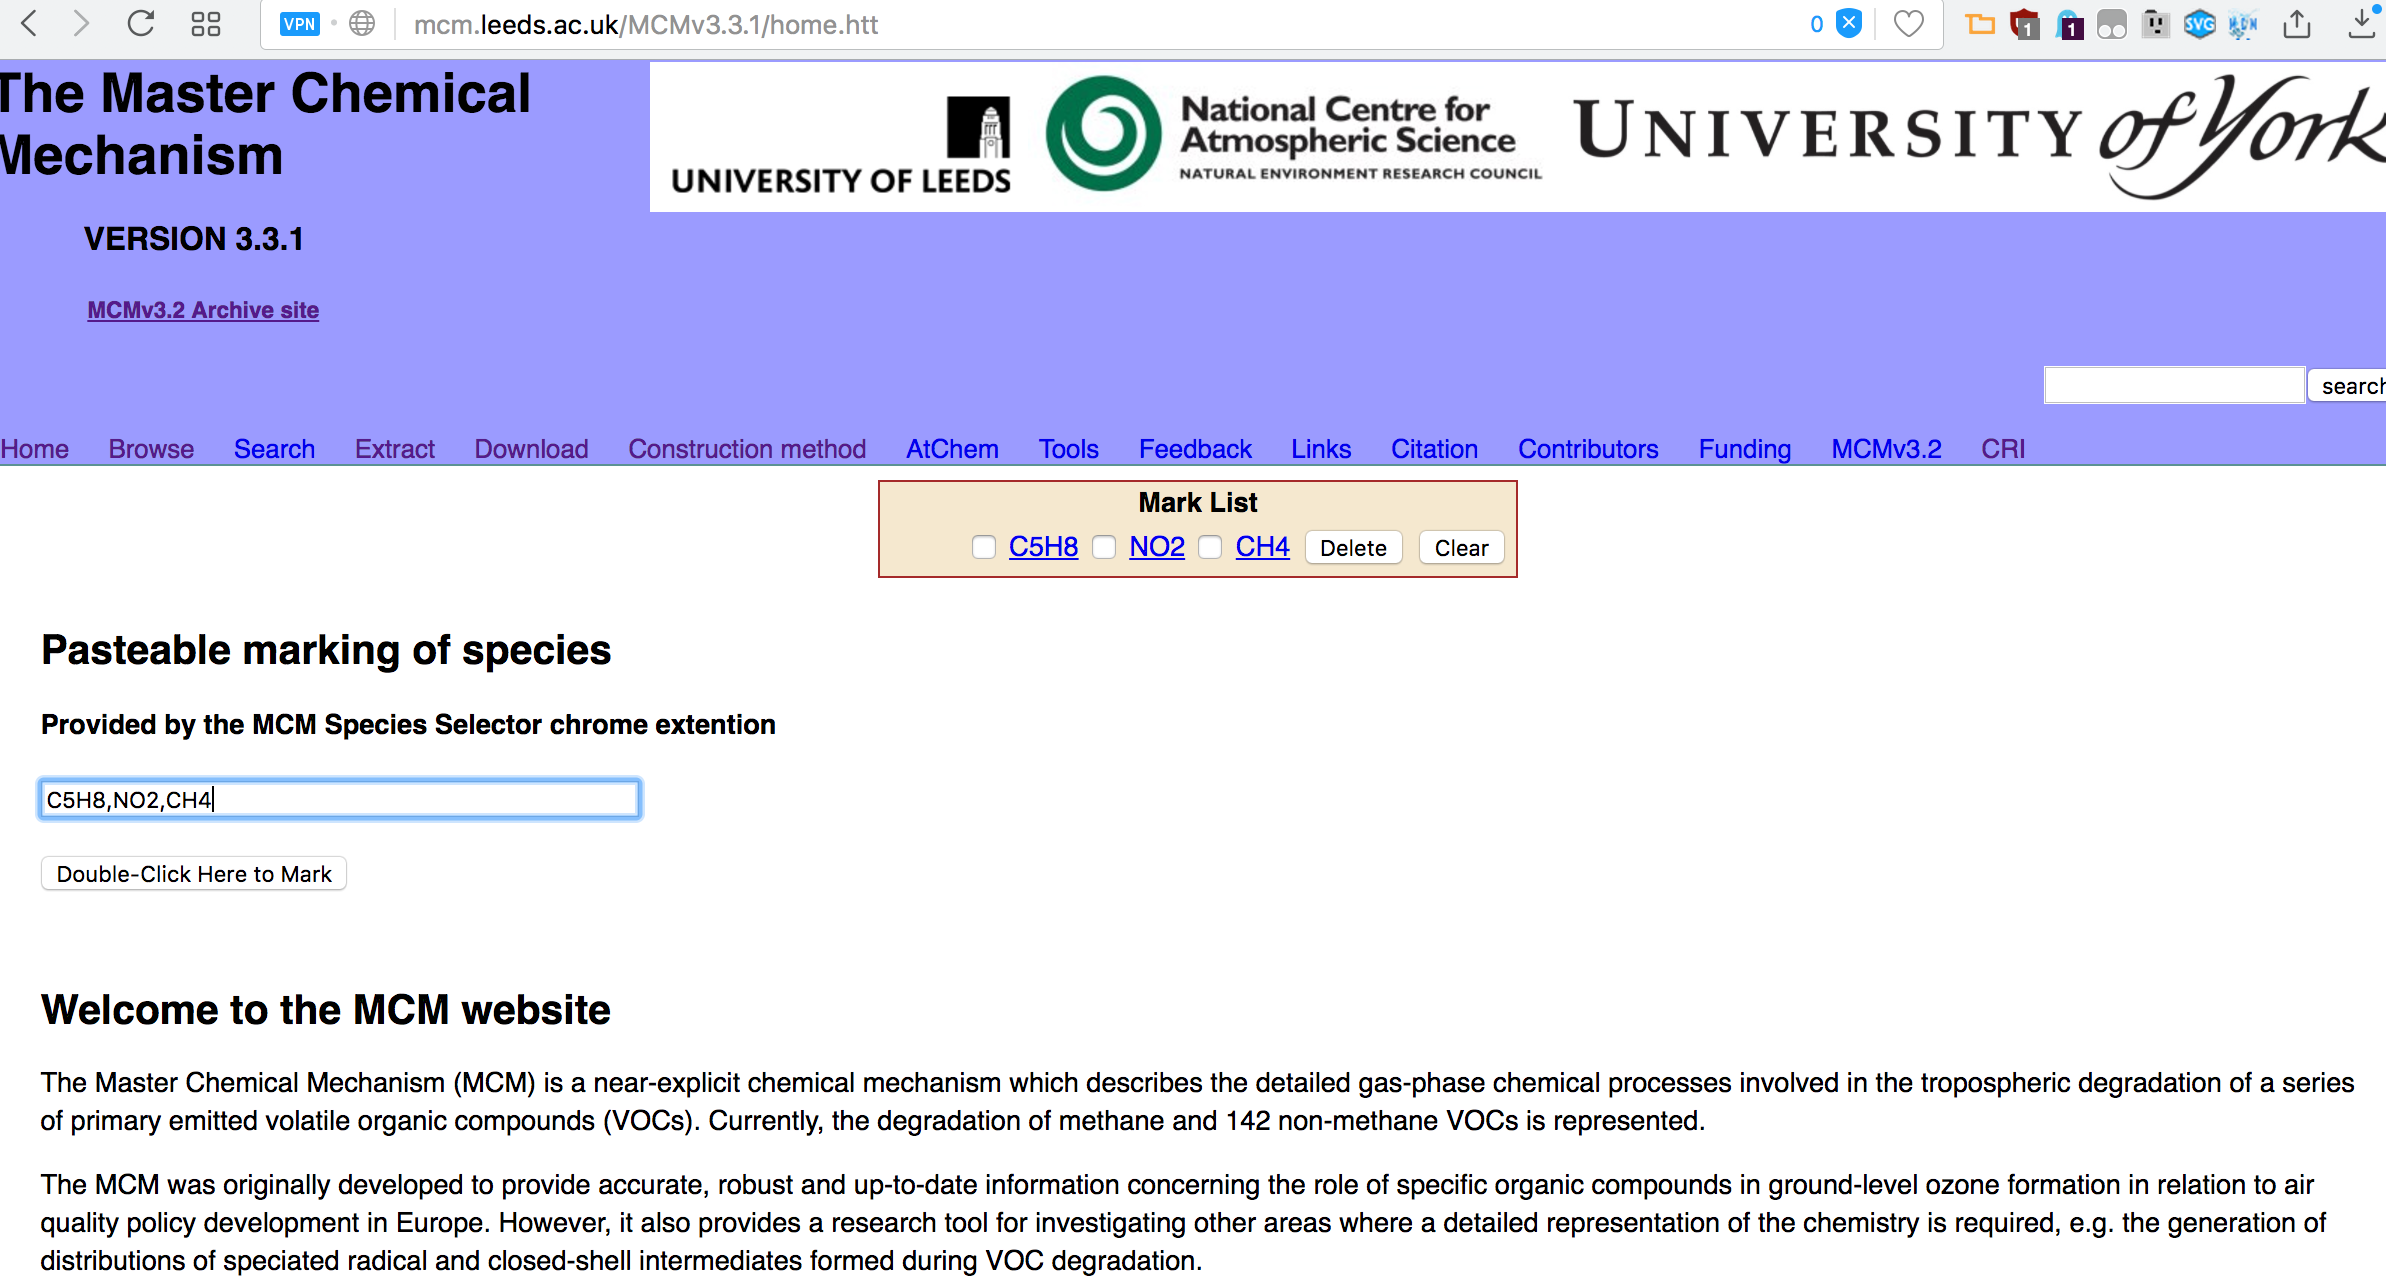 VPN mcm.leeds.ac.uk/MCMv3.3.1/home.htt 0 1 1 SVG MCM
The Master Chemical
Mechanism
UNIVERSITY OF LEEDS
National Centre for
Atmospheric Science
NATURAL ENVIRONMENT RESEARCH COUNCIL
UNIVERSITY of York
VERSION 3.3.1
MCMv3.2 Archive site
search
Home Browse Search Extract Download Construction method AtChem Tools Feedback Links Citation Contributors Funding MCMv3.2 CRI
Mark List
C5H8 NO2 CH4 Delete Clear
Pasteable marking of species
Provided by the MCM Species Selector chrome extention
C5H8,NO2,CH4
Double-Click Here to Mark
Welcome to the MCM website
The Master Chemical Mechanism (MCM) is a near-explicit chemical mechanism which describes the detailed gas-phase chemical processes involved in the tropospheric degradation of a series
of primary emitted volatile organic compounds (VOCs). Currently, the degradation of methane and 142 non-methane VOCs is represented.
The MCM was originally developed to provide accurate, robust and up-to-date information concerning the role of specific organic compounds in ground-level ozone formation in relation to air
quality policy development in Europe. However, it also provides a research tool for investigating other areas where a detailed representation of the chemistry is required, e.g. the generation of
distributions of speciated radical and closed-shell intermediates formed during VOC degradation.